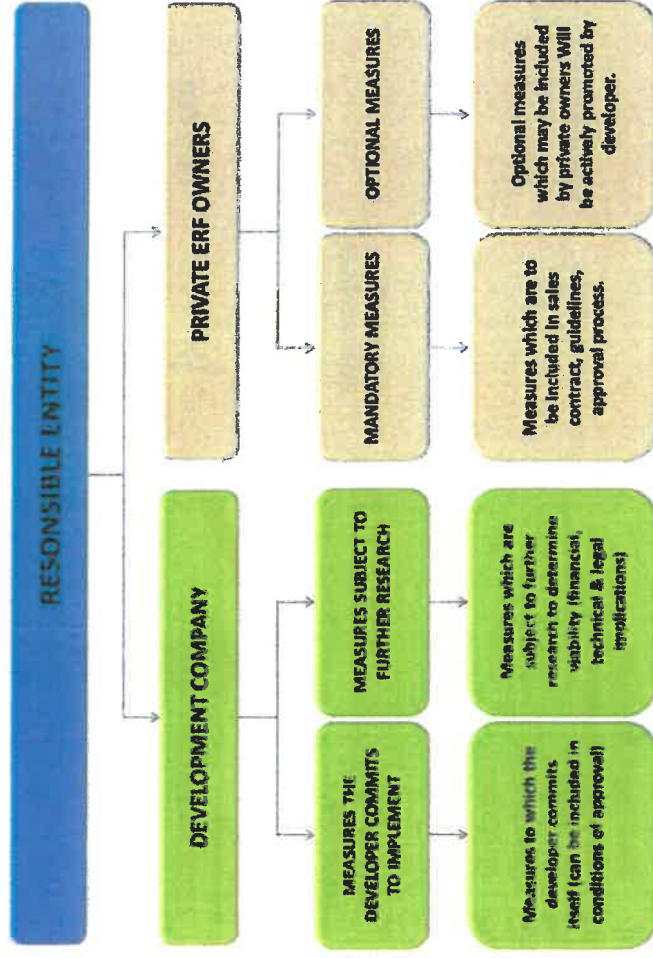 RESONSIBLE ENTITY
DEVELOPMENT COMPANY
PRIVATE ERF OWNERS
MEASURES THE
DEVELOPER COMMITS
TO IMPLEMENT
MEASURES SUBJECT TO
FURTHER RESEARCH
MANDATORY MEASURES
OPTIONAL MEASURES
Measures to which the
developer commits
itself (can be included in
conditions of approval)
Measures which are
subject to further
research to determine
viability (financial,
technical & legal
implications)
Measures which are to
be included in sales
contract, guidelines,
approval process.
Optional measures
which may be included
by private owners Will
be actively promoted by
developer.